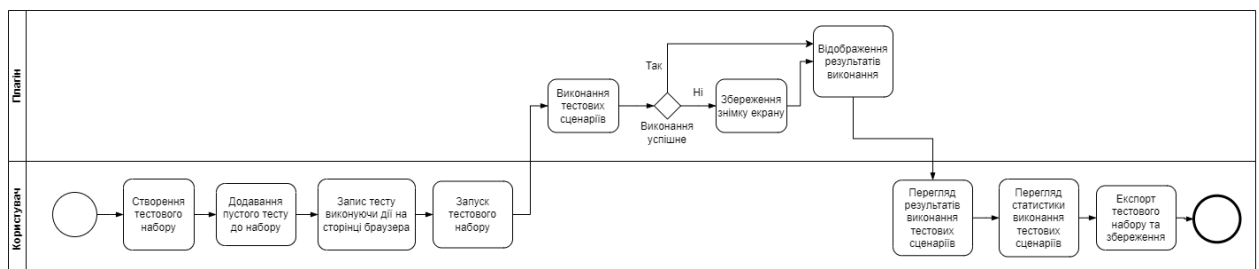 Плагін
Виконання
тестових
сценаріїв
Так
Ні
Виконання
успішне
Збереження
знімку екрану
Відображення
результатів
виконання
Користувач
Створення
тестового
набору
Додавання
пустого тесту
до набору
Запис тесту
виконуючи дії на
сторінці браузера
Запуск
тестового
набору
Перегляд
результатів
виконання
тестових
сценаріїв
Перегляд
статистики
виконання
тестових
сценаріїв
Експорт
тестового
набору та
збереження